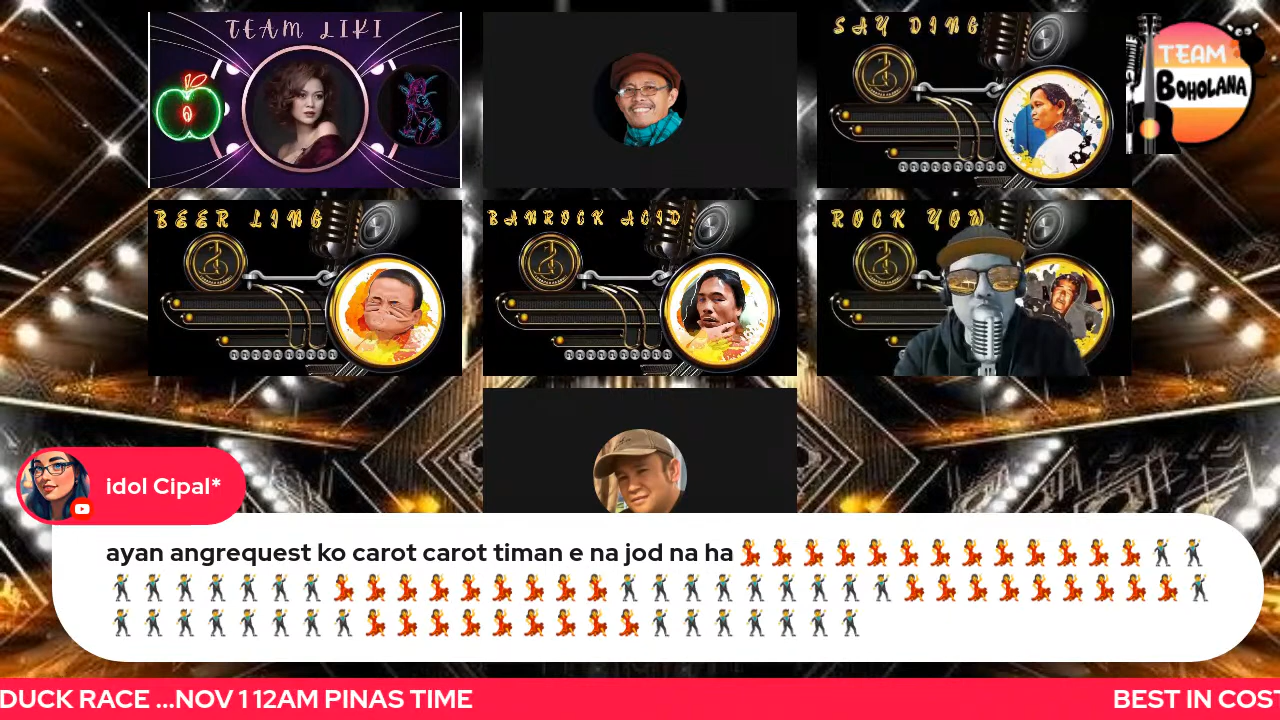 TEAM LIKI
SAY DING
TEAM
BOHOLANA
BEER LING
BANROCK ACID
ROCK YOW
idol Cipal*
ayan angrequest ko carot carot timan e na jod na ha 💃💃💃💃💃💃💃💃💃💃💃💃💃🕺🕺
🕺🕺🕺🕺🕺🕺🕺💃💃💃💃💃💃💃💃💃🕺🕺🕺🕺🕺🕺🕺🕺🕺💃💃💃💃💃💃💃💃💃🕺
🕺🕺🕺🕺🕺🕺🕺🕺💃💃💃💃💃💃💃💃💃🕺🕺🕺🕺🕺🕺🕺
DUCK RACE ...NOV 1 12AM PINAS TIME
BEST IN COST